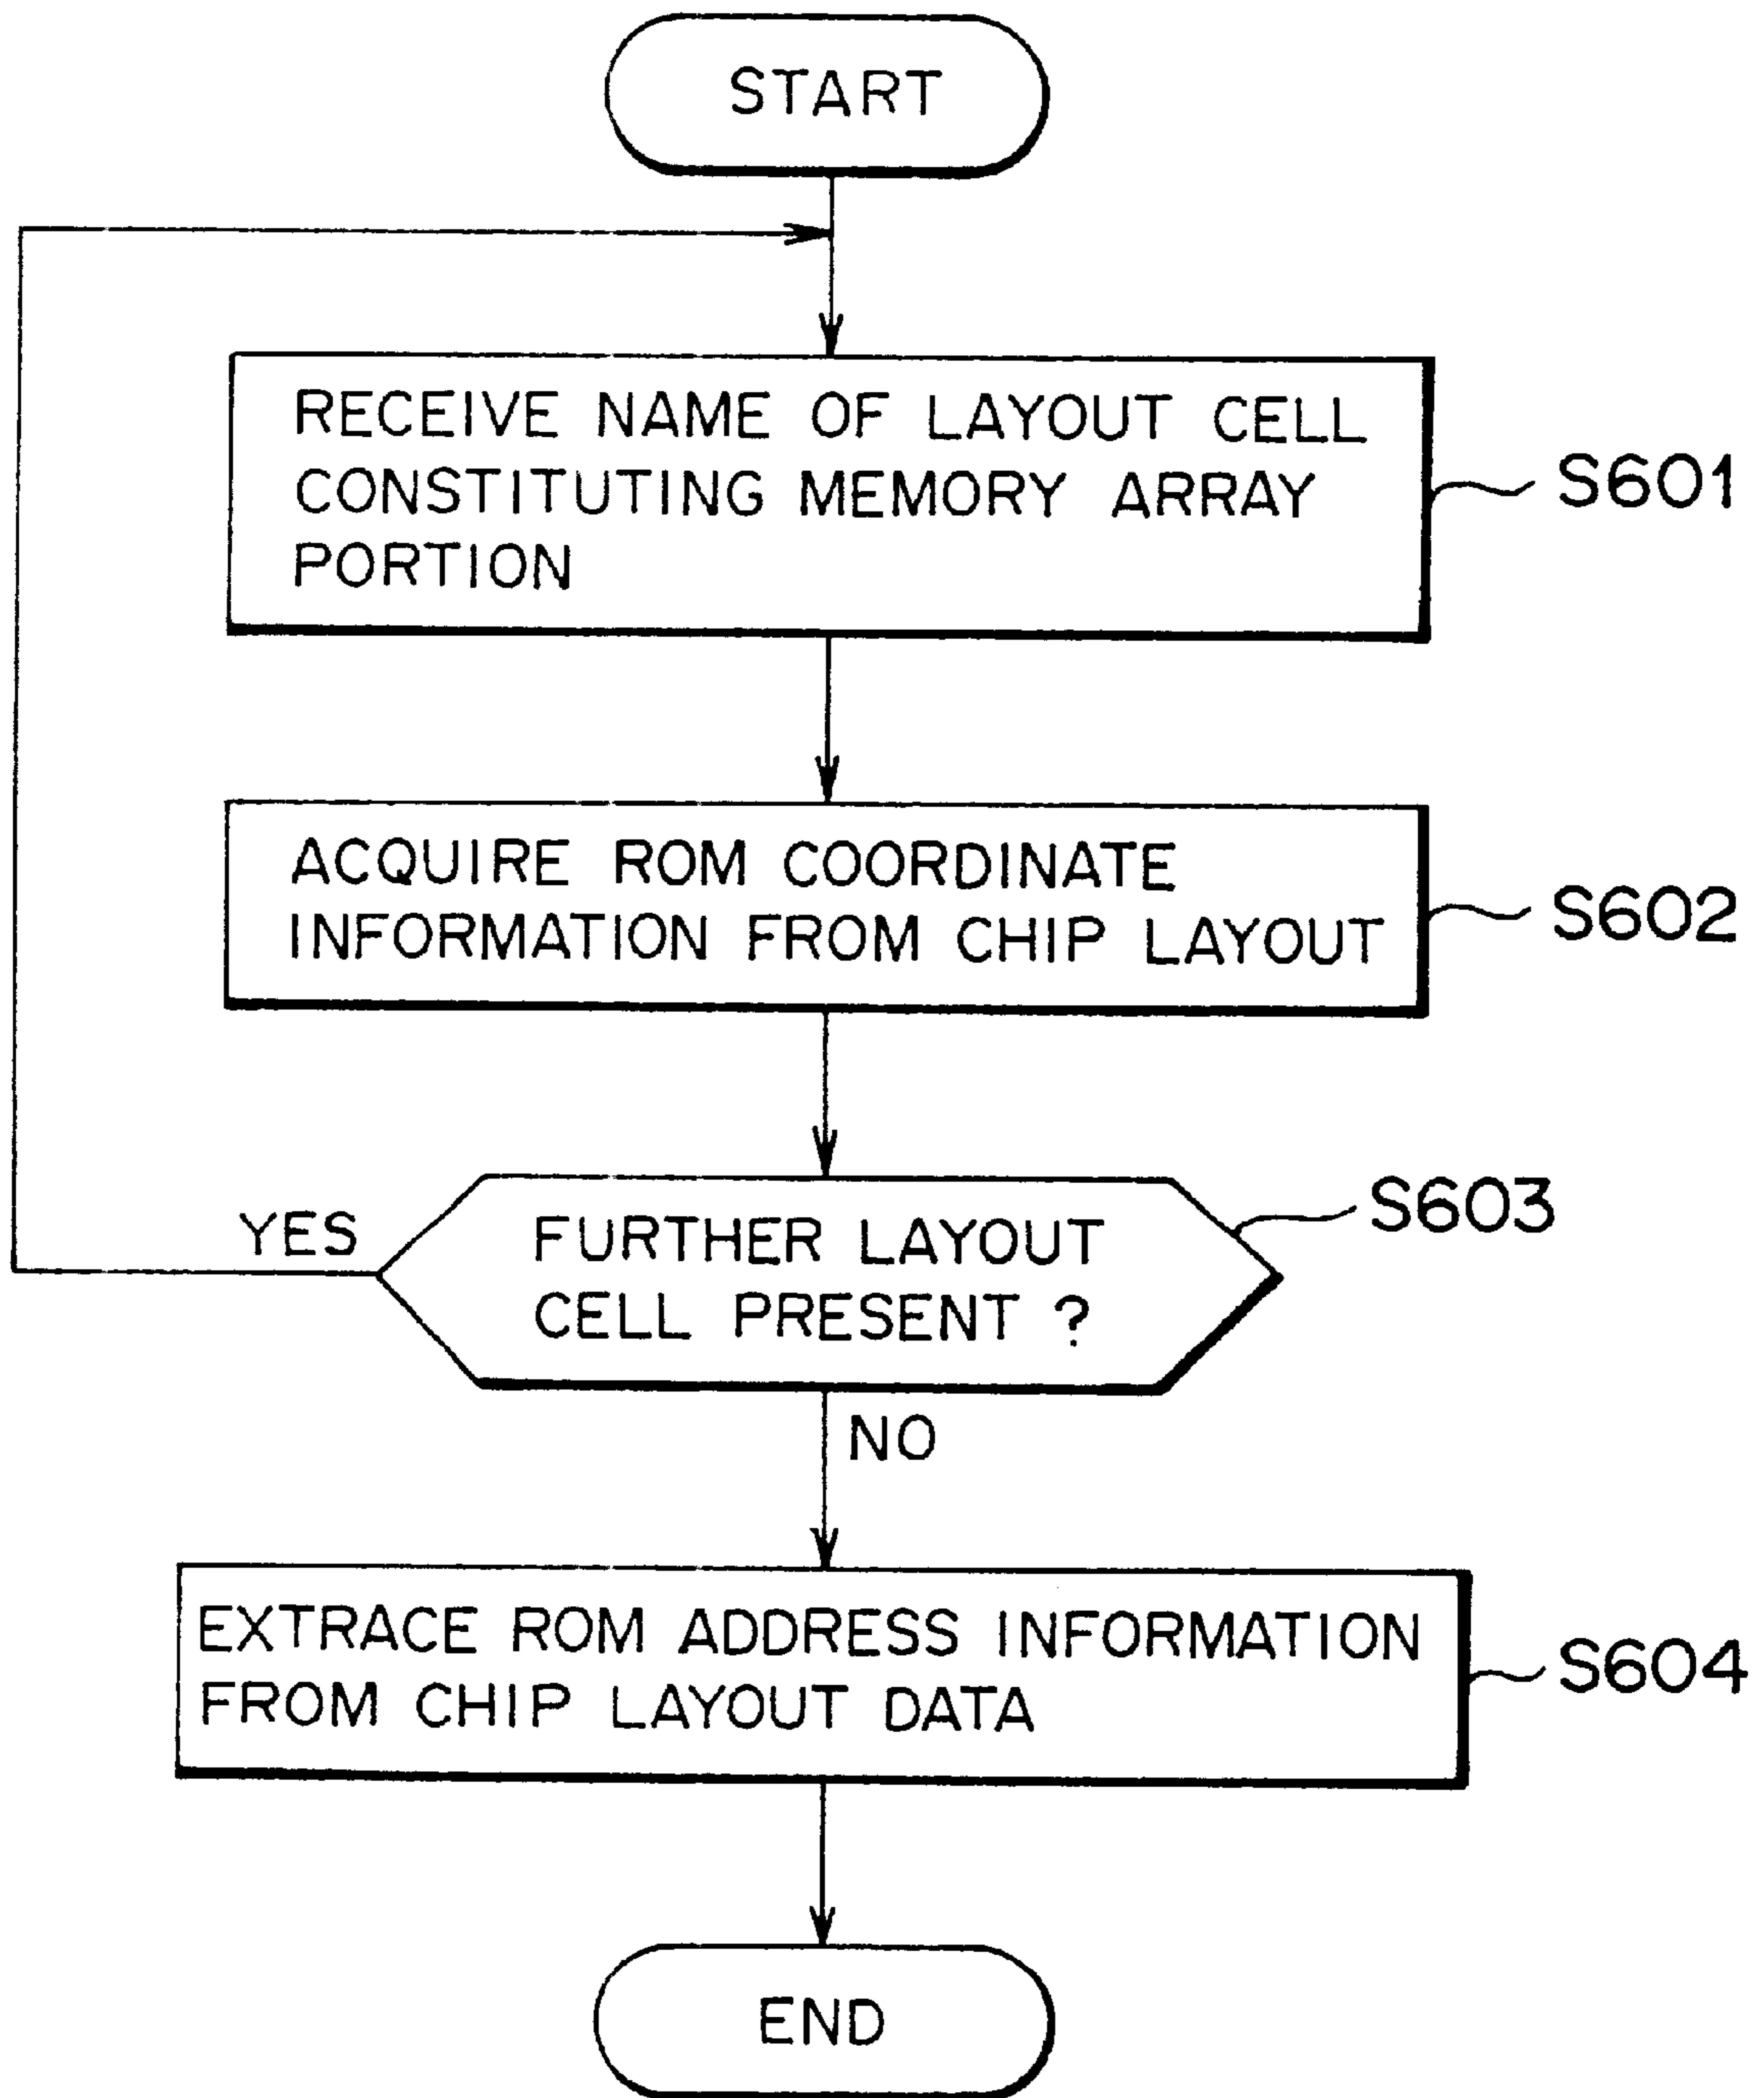 START
RECEIVE NAME OF LAYOUT CELL
CONSTITUTING MEMORY ARRAY
PORTION
S601
ACQUIRE ROM COORDINATE
INFORMATION FROM CHIP LAYOUT
S602
YES
FURTHER LAYOUT
CELL PRESENT ?
S603
NO
EXTRACE ROM ADDRESS INFORMATION
FROM CHIP LAYOUT DATA
S604
END